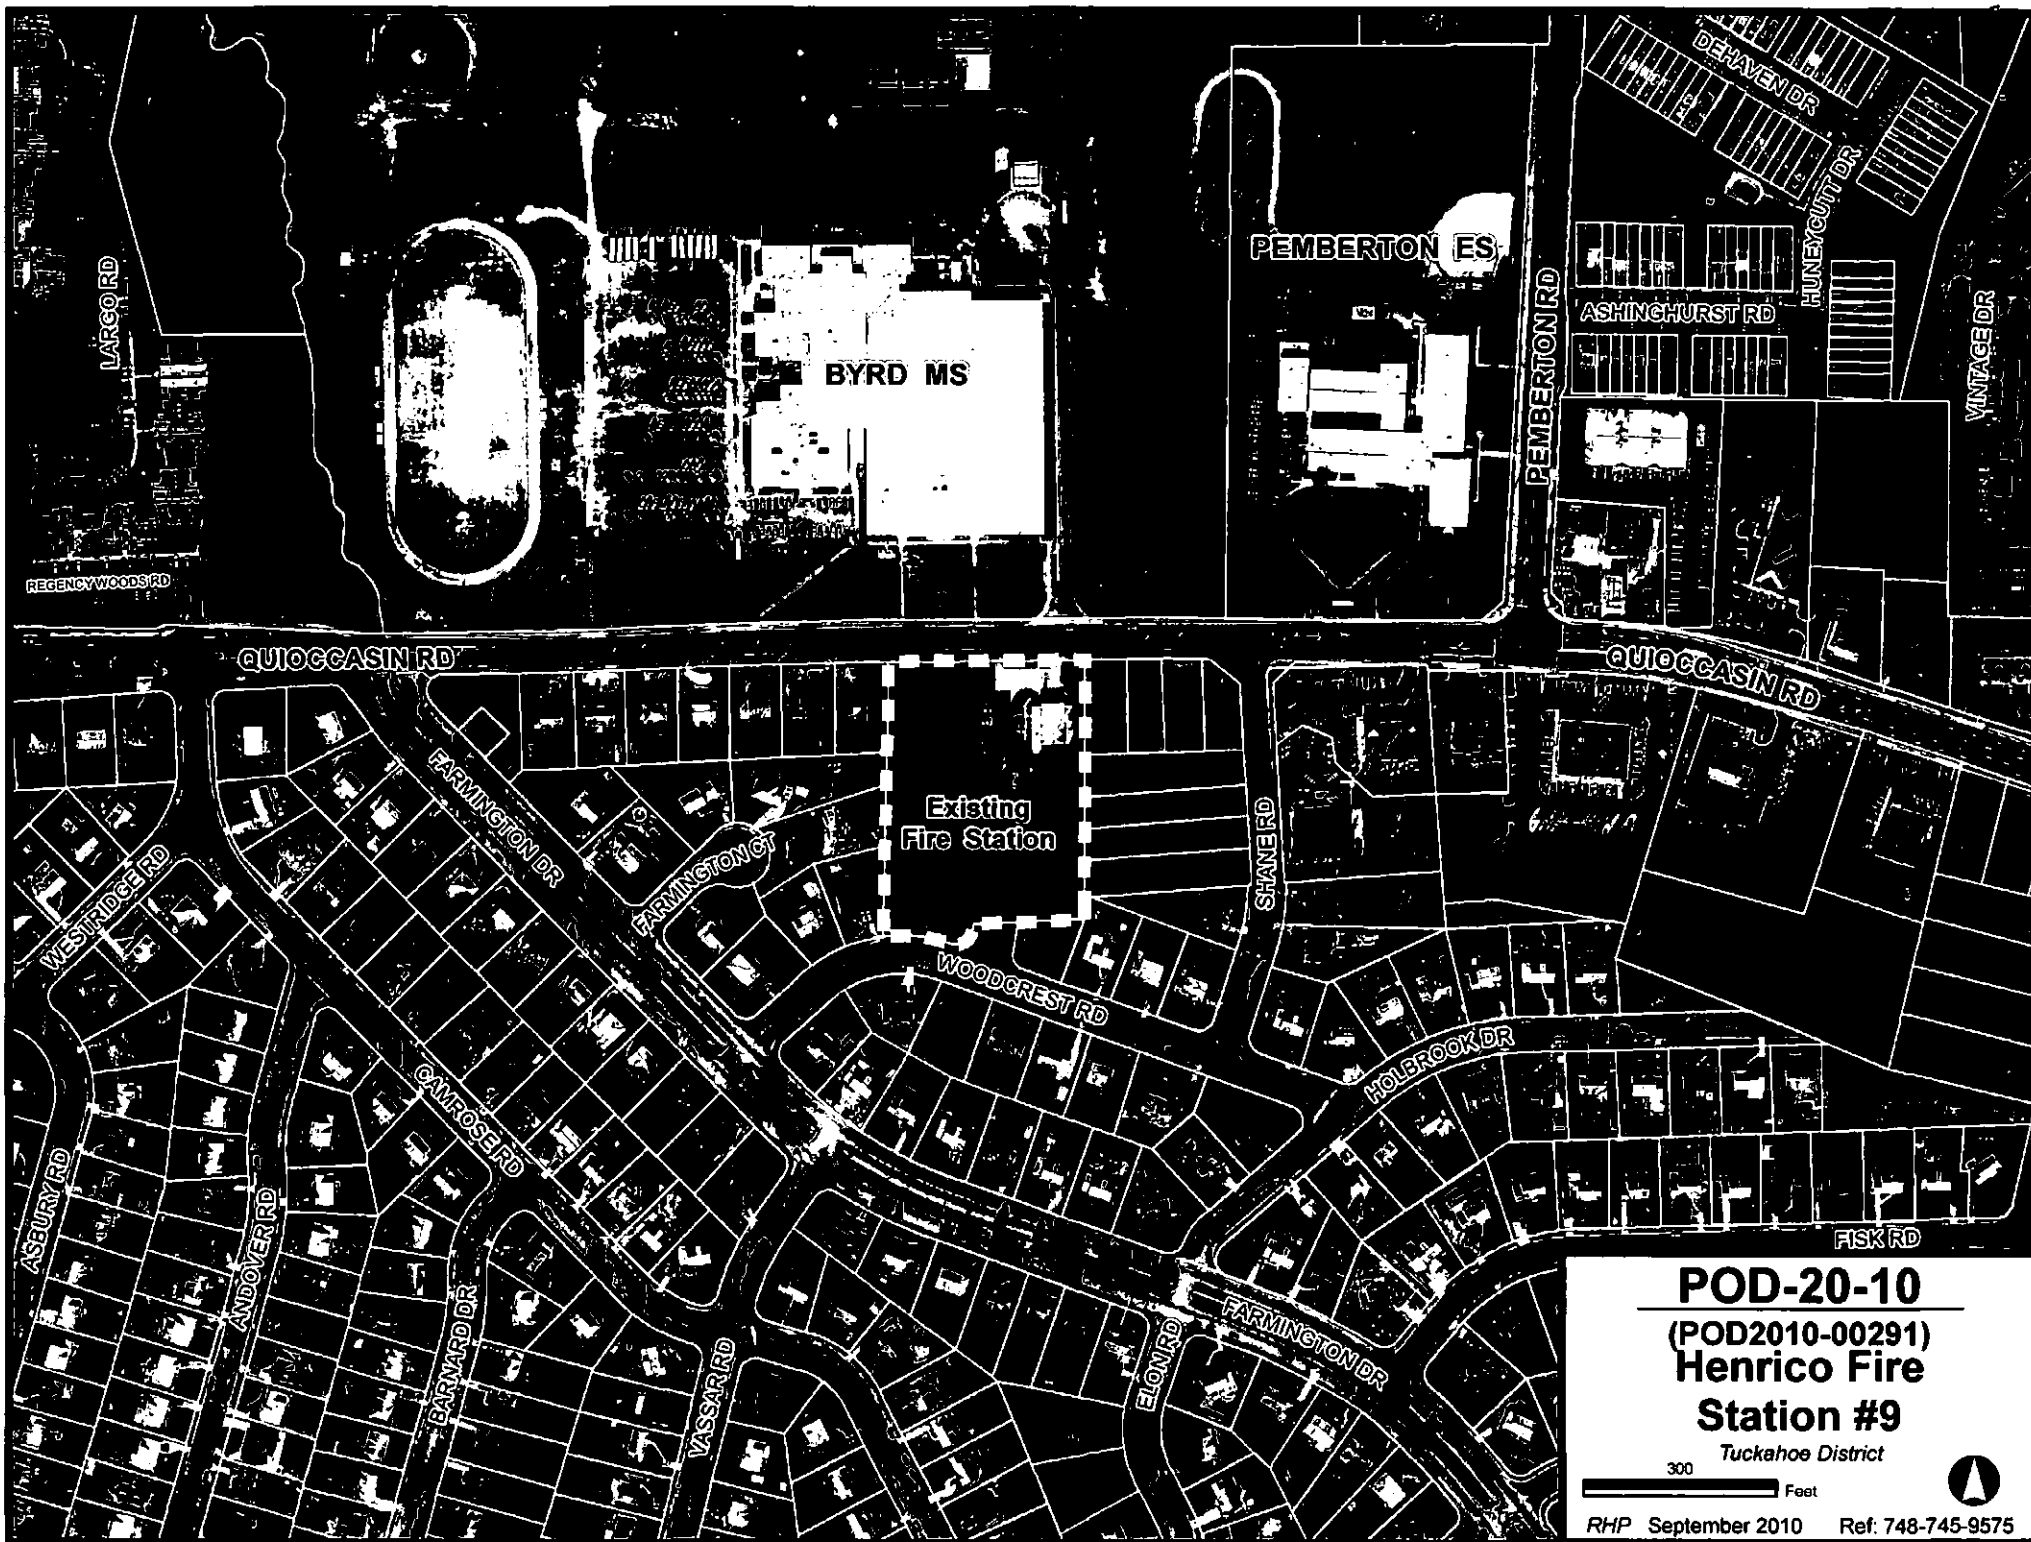 DEHAVEN DR
HUNEYCUTT DR
PEMBERTON ES
LARGO RD
PEMBERTON RD
ASHINGHURST RD
VINTAGE DR
BYRD MS
REGENCY WOODS RD
QUIOCCASIN RD
QUIOCCASIN RD
FARMINGTON DR
Existing
Fire Station
FARMINGTON CT
SHANE RD
WESTRIDGE RD
WOODCREST RD
HOLBROOK DR
CAMROSE RD
ASBURY RD
ANDOVER RD
FISK RD
BARNARD DR
VASSAR RD
ELON RD
FARMINGTON DR
POD-20-10
(POD2010-00291)
Henrico Fire
Station #9
Tuckahoe District
300
Feet
RHP September 2010 Ref: 748-745-9575